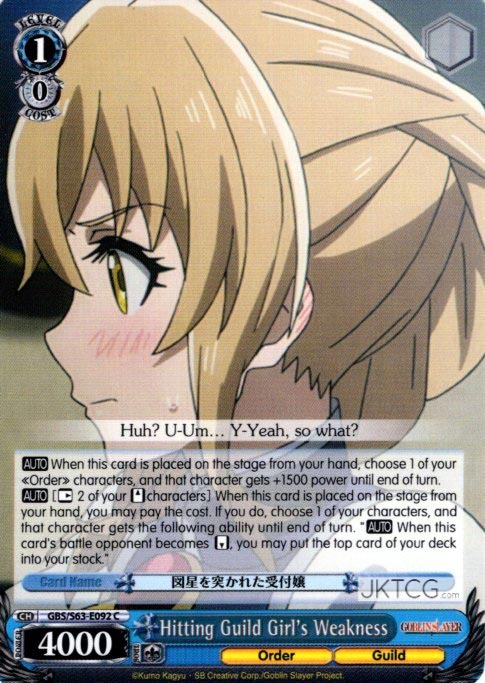 LEVEL
1
0
COST
Huh? U-Um... Y-Yeah, so what?
AUTO When this card is placed on the stage from your hand, choose 1 of your
≪Order≫ characters, and that character gets +1500 power until end of turn.
AUTO [ 2 of your characters] When this card is placed on the stage from
your hand, you may pay the cost. If you do, choose 1 of your characters, and
that character gets the following ability until end of turn. "AUTO When this
card's battle opponent becomes , you may put the top card of your deck
into your stock."
Card Name 図星を突かれた受付嬢
JKTCG.com
CH GBS/S63-E092 C
POWER 4000 SOUL Hitting Guild Girl's Weakness GOBLIN SLAYER
Order Guild
©Kumo Kagyu・SB Creative Corp./Goblin Slayer Project.